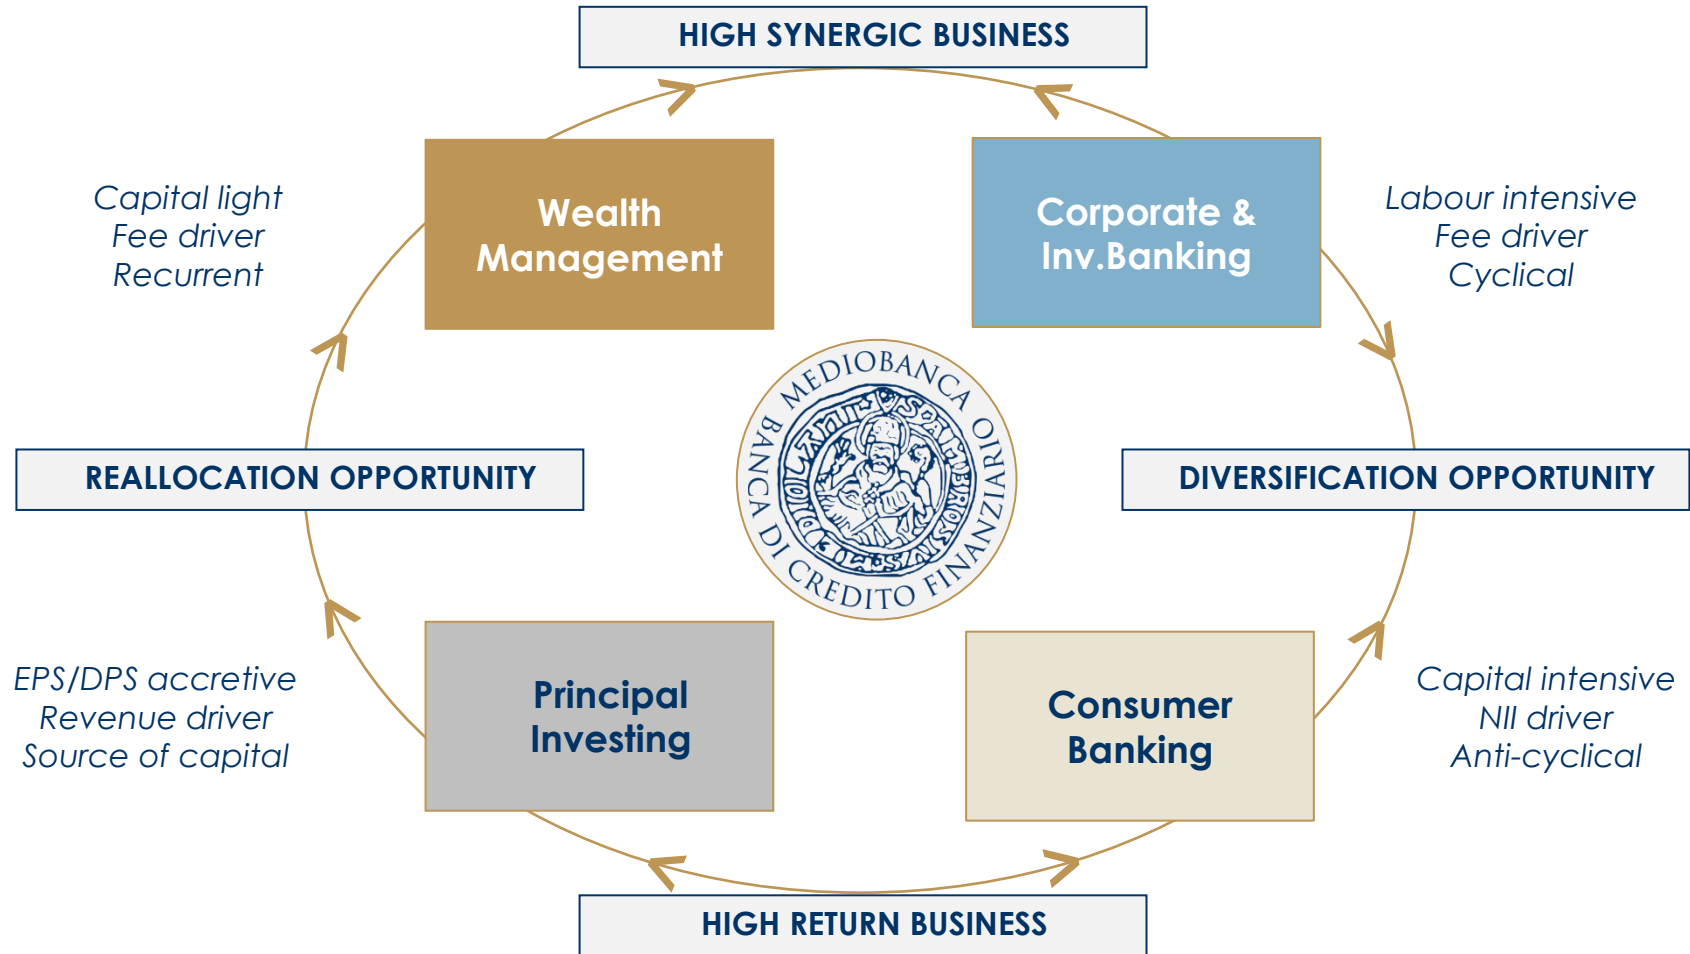 HIGH SYNERGIC BUSINESS
Capital light
Fee driver
Recurrent
Wealth
Management
Corporate &
Inv.Banking
Labour intensive
Fee driver
Cyclical
MEDIOBANCA
BANCA DI CREDITO FINANZIARIO
REALLOCATION OPPORTUNITY
DIVERSIFICATION OPPORTUNITY
EPS/DPS accretive
Revenue driver
Source of capital
Principal
Investing
Consumer
Banking
Capital intensive
NII driver
Anti-cyclical
HIGH RETURN BUSINESS